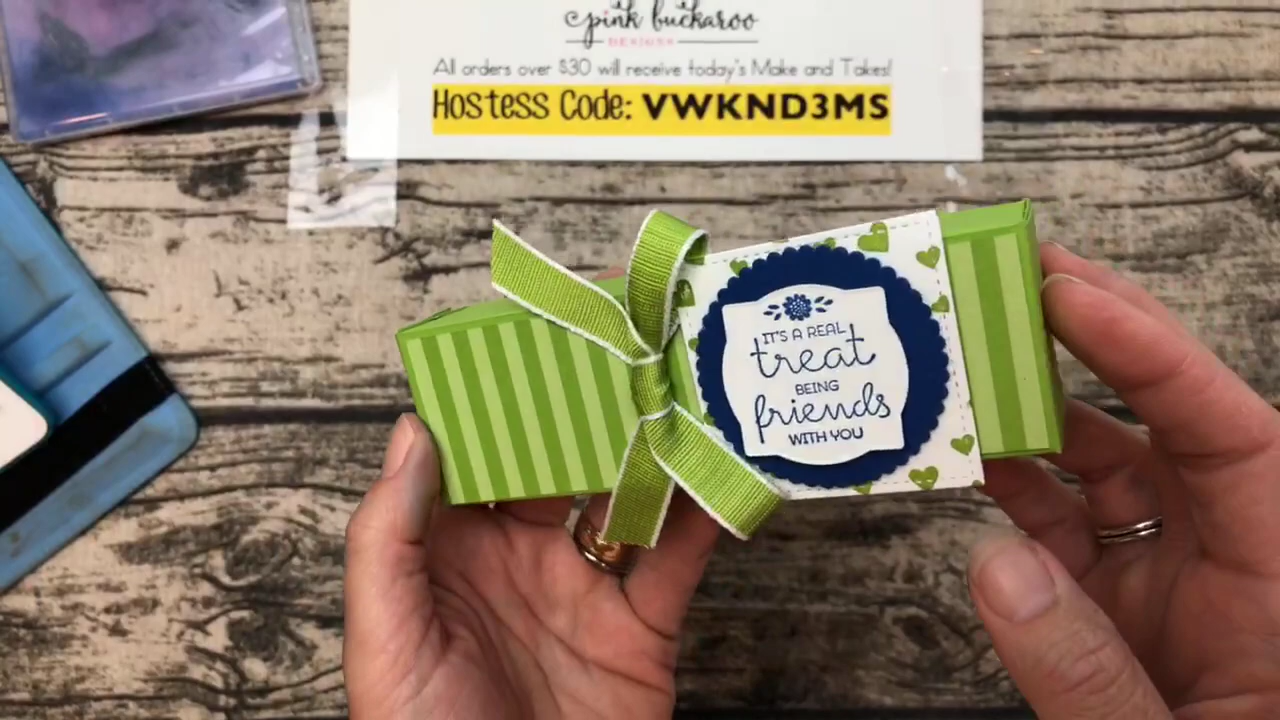 pink buckaroo
DESIGNS
All orders over $30 will receive today's Make and Takes!
Hostess Code: VWKND3MS
IT'S A REAL
treat
BEING
friends
WITH YOU